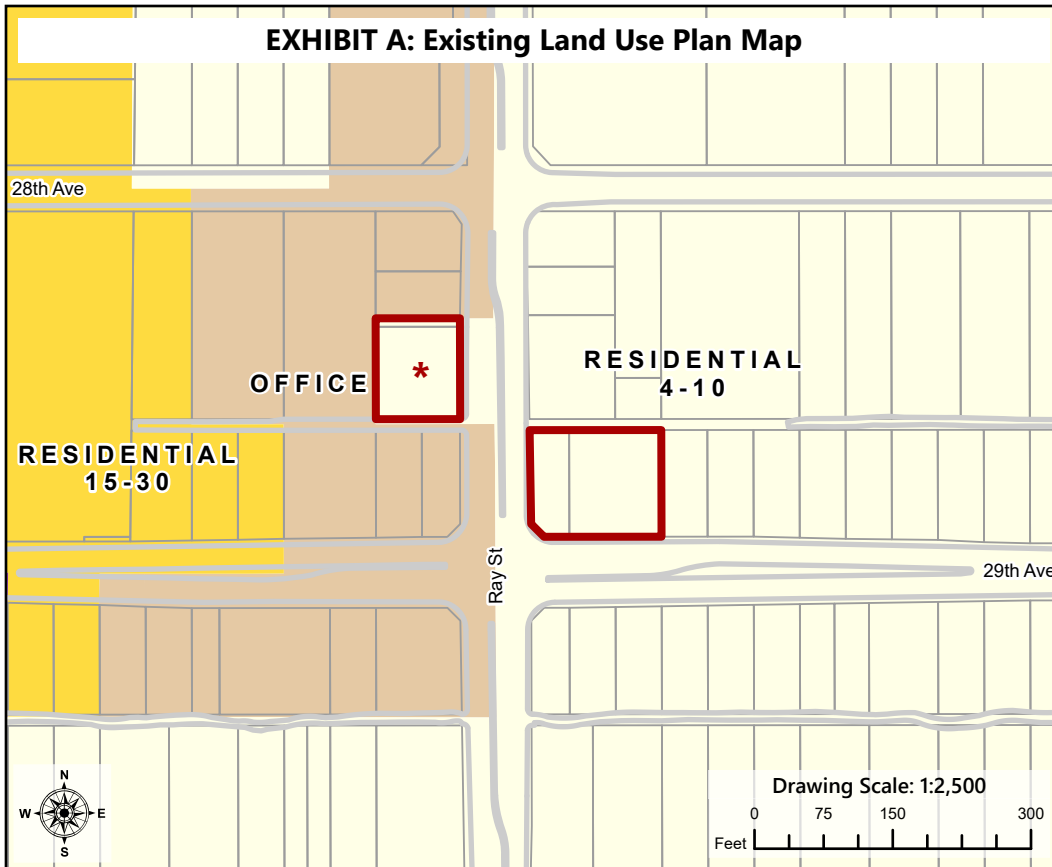 EXHIBIT A: Existing Land Use Plan Map
28th Ave
OFFICE
*
RESIDENTIAL
4-10
RESIDENTIAL
15-30
Ray St
29th Ave
N
W
E
S
Drawing Scale: 1:2,500
0 75 150 300
Feet